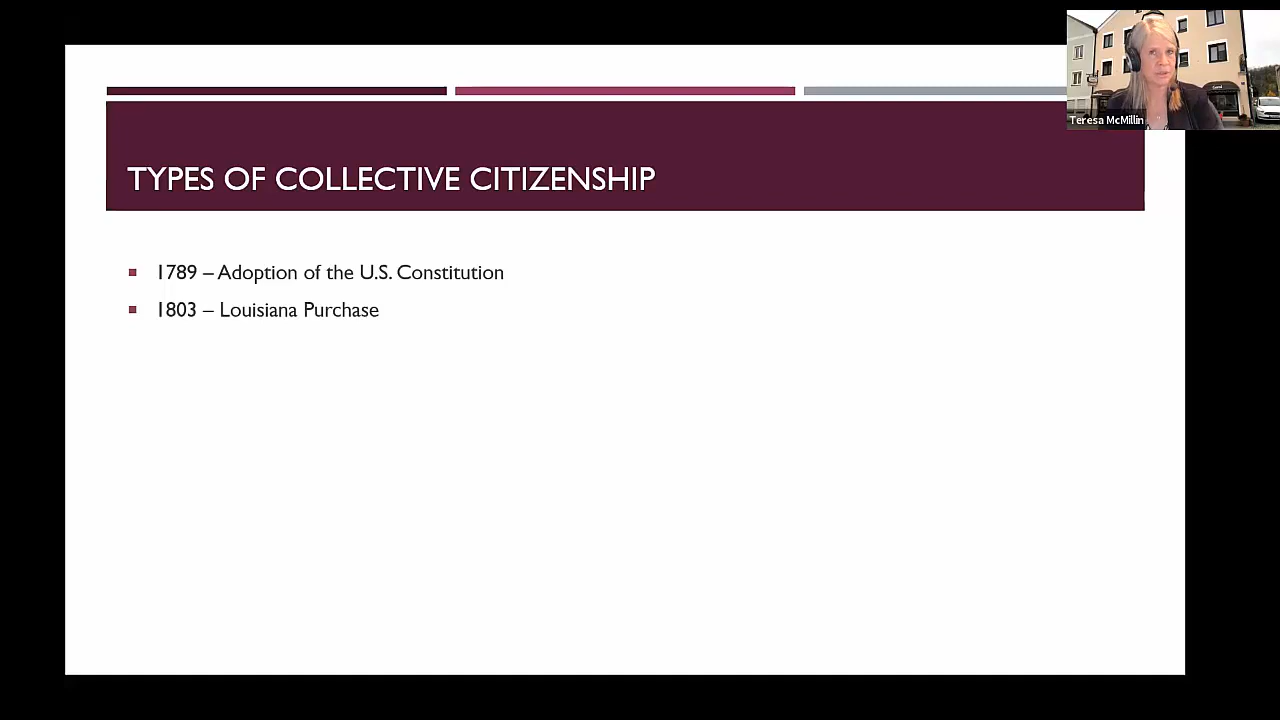 Teresa McMillin
TYPES OF COLLECTIVE CITIZENSHIP
1789 – Adoption of the U.S. Constitution
1803 – Louisiana Purchase